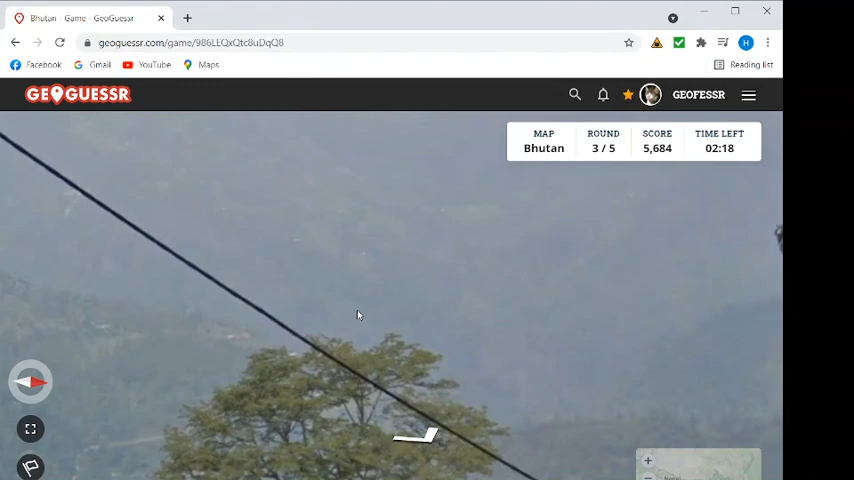 Bhutan - Game - GeoGuessr
geoguessr.com/game/986LEQxQtc8uDqQ8
Facebook Gmail YouTube Maps Reading list
GEOGUESSR GEOFESSR
MAP ROUND SCORE TIME LEFT
Bhutan 3 / 5 5,684 02:18
Nepal